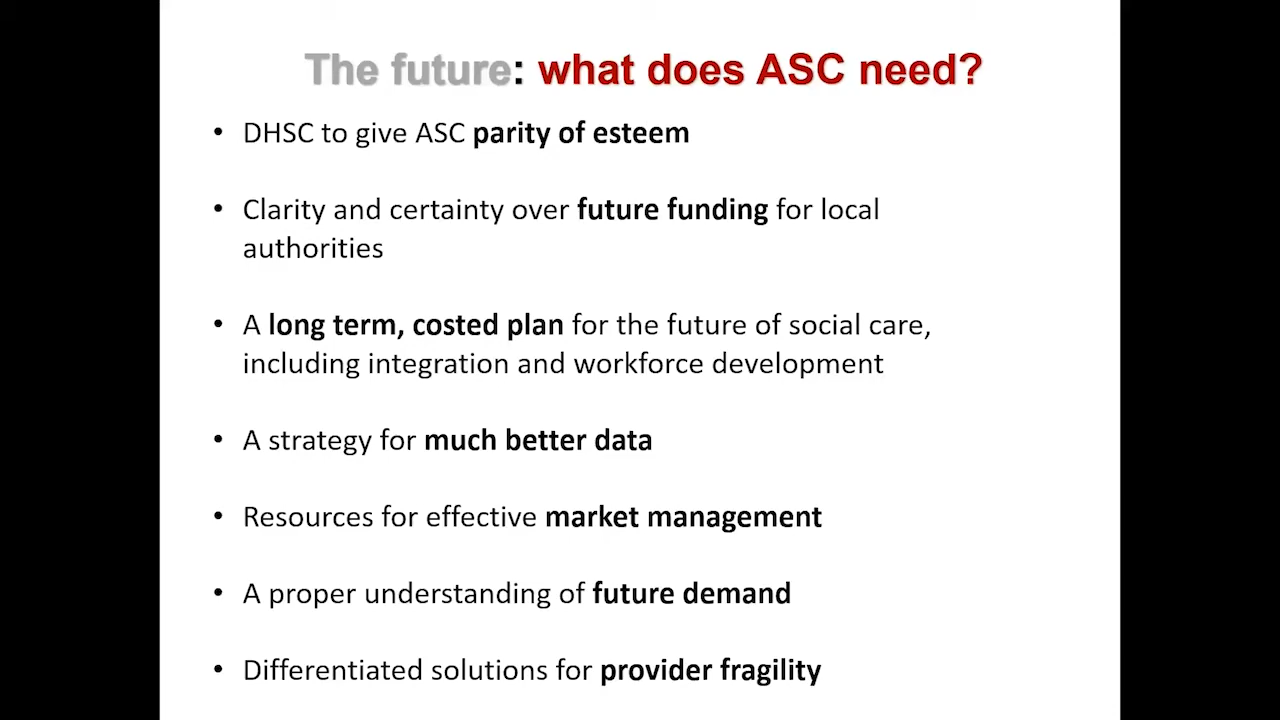 The future: what does ASC need?
• DHSC to give ASC parity of esteem
• Clarity and certainty over future funding for local
authorities
• A long term, costed plan for the future of social care,
including integration and workforce development
• A strategy for much better data
• Resources for effective market management
• A proper understanding of future demand
• Differentiated solutions for provider fragility